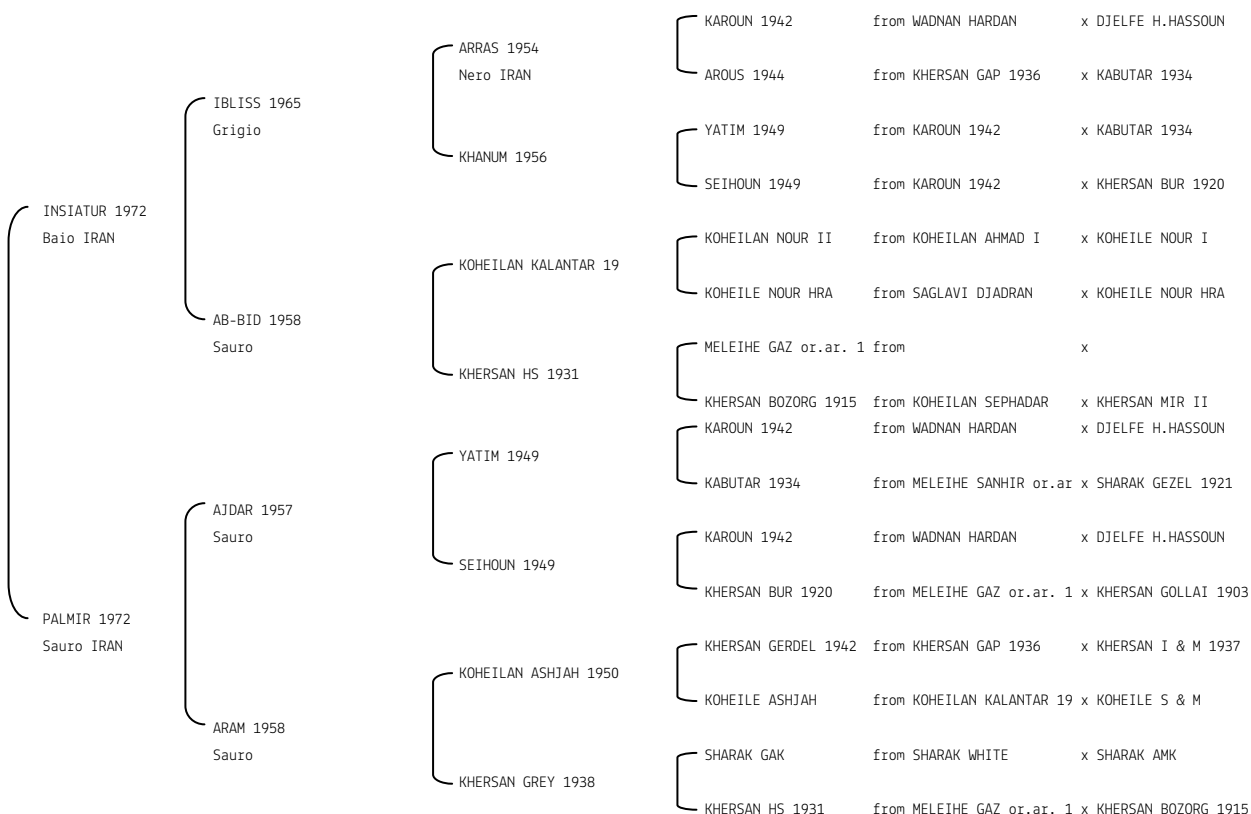 KAROUN 1942 from WADNAN HARDAN x DJELFE H.HASSOUN
ARRAS 1954
Nero IRAN
AROUS 1944 from KHERSAN GAP 1936 x KABUTAR 1934
IBLISS 1965
Grigio
YATIM 1949 from KAROUN 1942 x KABUTAR 1934
KHANUM 1956
SEIHOUN 1949 from KAROUN 1942 x KHERSAN BUR 1920
INSIATUR 1972
Baio IRAN
KOHEILAN NOUR II from KOHEILAN AHMAD I x KOHEILE NOUR I
KOHEILAN KALANTAR 19
KOHEILE NOUR HRA from SAGLAVI DJADRAN x KOHEILE NOUR HRA
AB-BID 1958
Sauro
MELEIHE GAZ or.ar. 1 from x
KHERSAN HS 1931
KHERSAN BOZORG 1915 from KOHEILAN SEPHADAR x KHERSAN MIR II
KAROUN 1942 from WADNAN HARDAN x DJELFE H.HASSOUN
YATIM 1949
KABUTAR 1934 from MELEIHE SANHIR or.ar x SHARAK GEZEL 1921
AJDAR 1957
Sauro
KAROUN 1942 from WADNAN HARDAN x DJELFE H.HASSOUN
SEIHOUN 1949
KHERSAN BUR 1920 from MELEIHE GAZ or.ar. 1 x KHERSAN GOLLAI 1903
PALMIR 1972
Sauro IRAN
KHERSAN GERDEL 1942 from KHERSAN GAP 1936 x KHERSAN I & M 1937
KOHEILAN ASHJAH 1950
KOHEILE ASHJAH from KOHEILAN KALANTAR 19 x KOHEILE S & M
ARAM 1958
Sauro
SHARAK GAK from SHARAK WHITE x SHARAK AMK
KHERSAN GREY 1938
KHERSAN HS 1931 from MELEIHE GAZ or.ar. 1 x KHERSAN BOZORG 1915